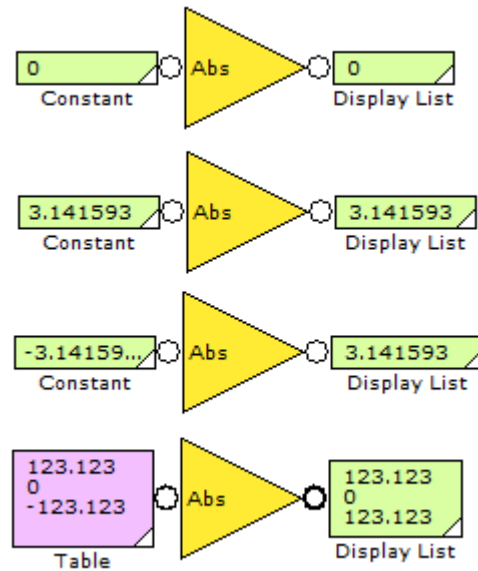 0 Abs 0
Constant Display List
3.141593 Abs 3.141593
Constant Display List
-3.14159... Abs 3.141593
Constant Display List
123.123
0
-123.123
Abs
123.123
0
123.123
Table Display List